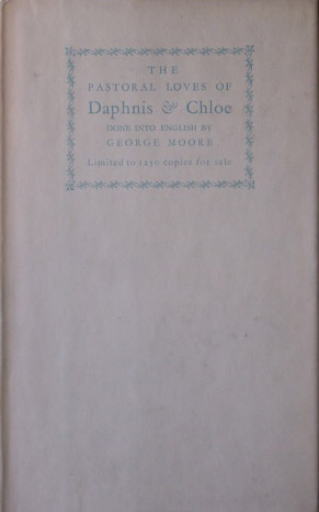 THE
PASTORAL LOVES OF
Daphnis & Chloe
DONE INTO ENGLISH BY
GEORGE MOORE
Limited to 1250 copies for sale